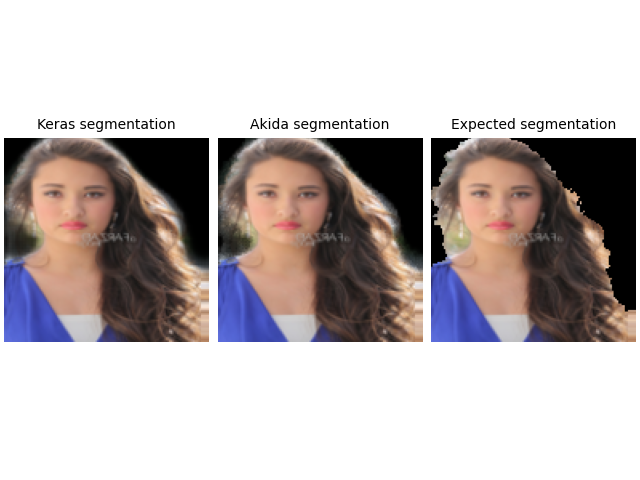 Keras segmentation
Akida segmentation
Expected segmentation